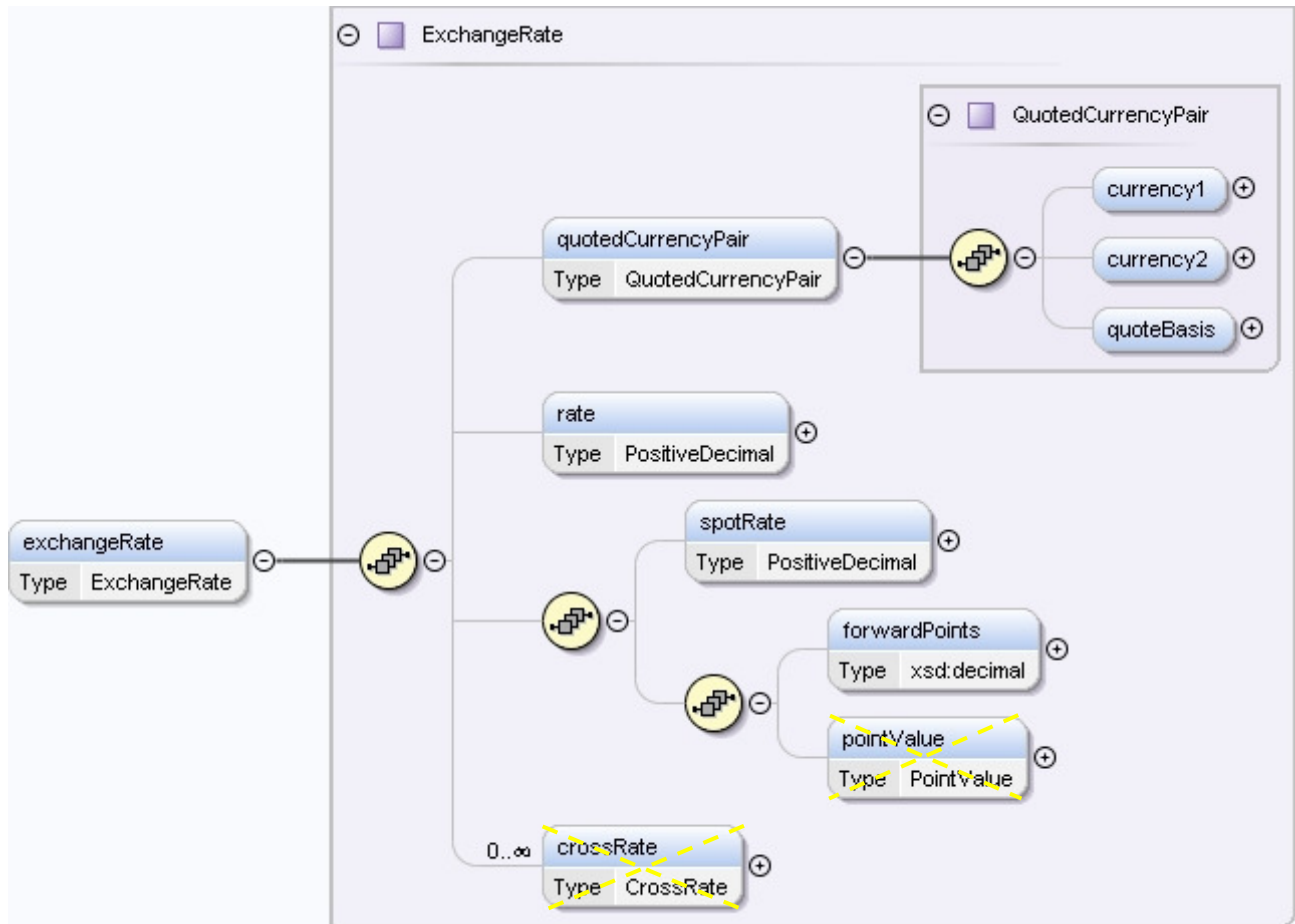 ExchangeRate
QuotedCurrencyPair
currency1
quotedCurrencyPair
Type QuotedCurrencyPair
currency2
quoteBasis
rate
Type PositiveDecimal
spotRate
Type PositiveDecimal
exchangeRate
Type ExchangeRate
forwardPoints
Type xsd:decimal
pointValue
Type PointValue
0..∞ crossRate
Type CrossRate